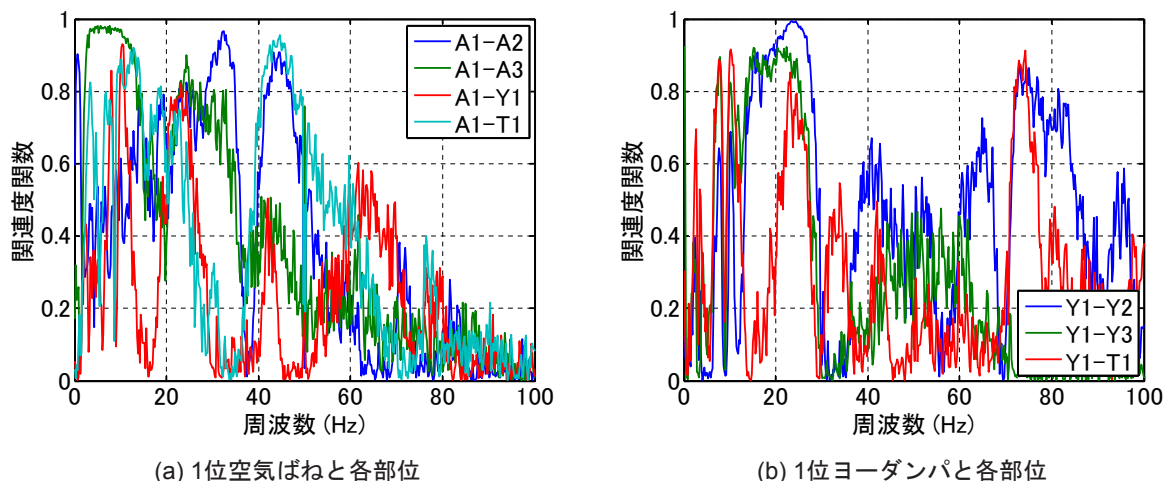 関連度関数
1
0.8
0.6
0.4
0.2
0
0 20 40 60 80 100
周波数 (Hz)
A1-A2
A1-A3
A1-Y1
A1-T1
(a) 1位空気ばねと各部位
関連度関数
1
0.8
0.6
0.4
0.2
0
0 20 40 60 80 100
周波数 (Hz)
Y1-Y2
Y1-Y3
Y1-T1
(b) 1位ヨーダンパと各部位